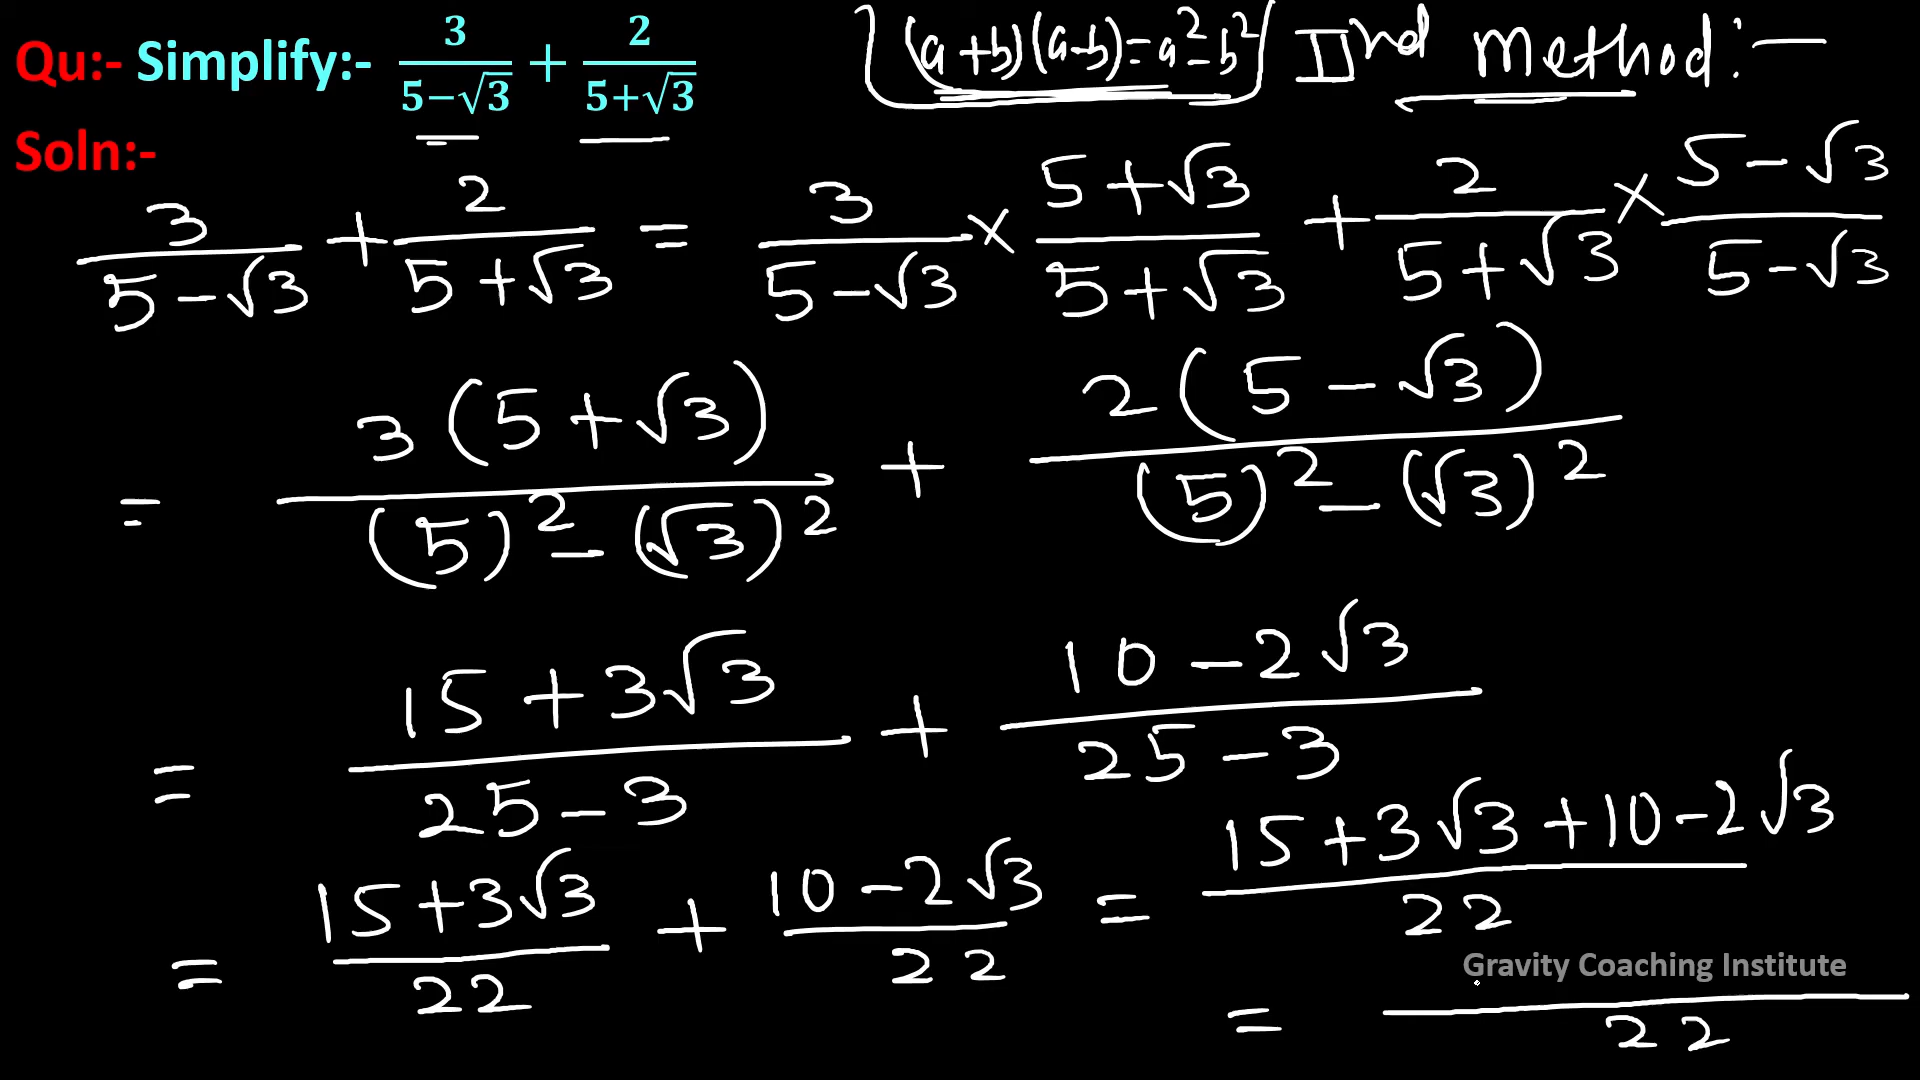 Qu:- Simplify:- 3/(5−√3) + 2/(5+√3)
(a+b)(a-b)=a²-b²
IInd Method:-
Soln:-
3/(5-√3) + 2/(5+√3) = 3/(5-√3) × (5+√3)/(5+√3) + 2/(5+√3) × (5-√3)/(5-√3)
= 3(5+√3)/((5)²-(√3)²) + 2(5-√3)/((5)²-(√3)²)
= (15+3√3)/(25-3) + (10-2√3)/(25-3)
= (15+3√3)/22 + (10-2√3)/22 = (15+3√3+10-2√3)/22
Gravity Coaching Institute
= /22